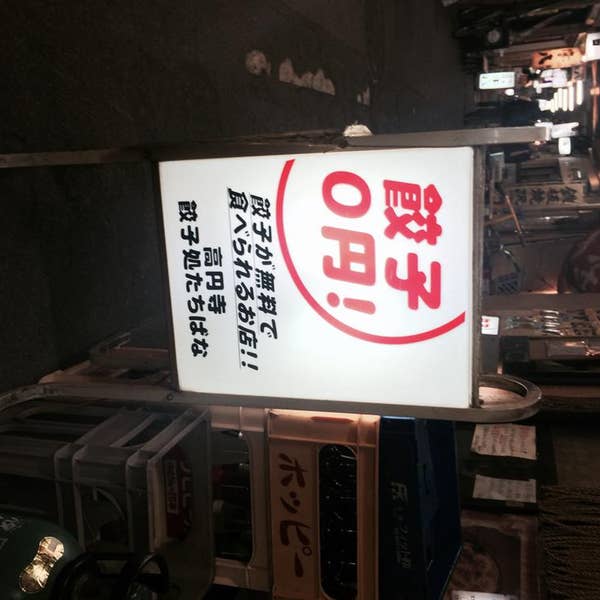 餃子
0円!
餃子が無料で
食べられるお店!!
高円寺
餃子処たちばな
ホッピー